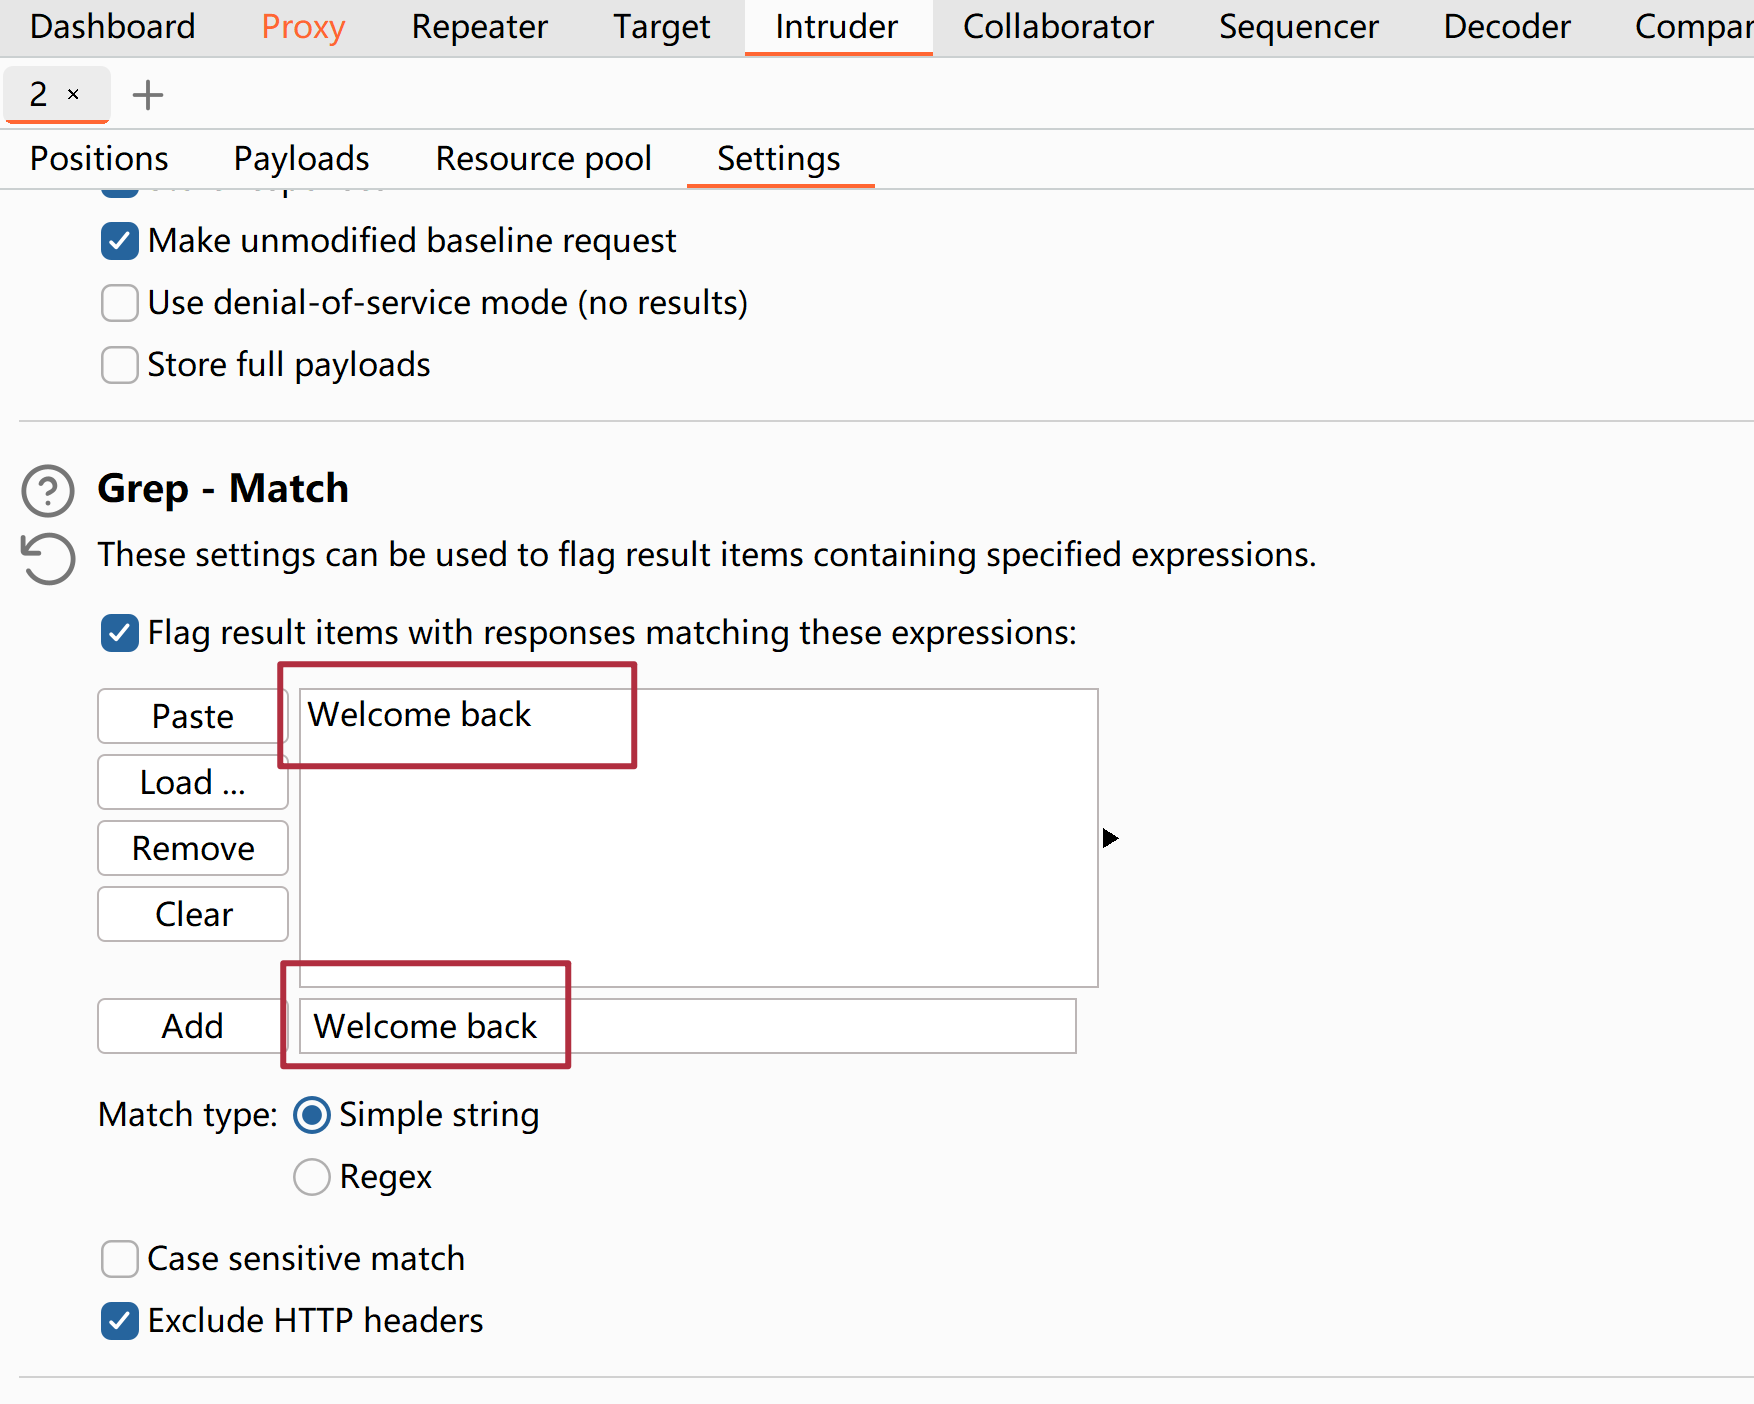 Dashboard Proxy Repeater Target Intruder Collaborator Sequencer Decoder Compar
2 × +
Positions Payloads Resource pool Settings
Make unmodified baseline request
Use denial-of-service mode (no results)
Store full payloads
Grep - Match
These settings can be used to flag result items containing specified expressions.
Flag result items with responses matching these expressions:
Paste
Welcome back
Load ...
Remove
Clear
Add
Welcome back
Match type: Simple string
Regex
Case sensitive match
Exclude HTTP headers